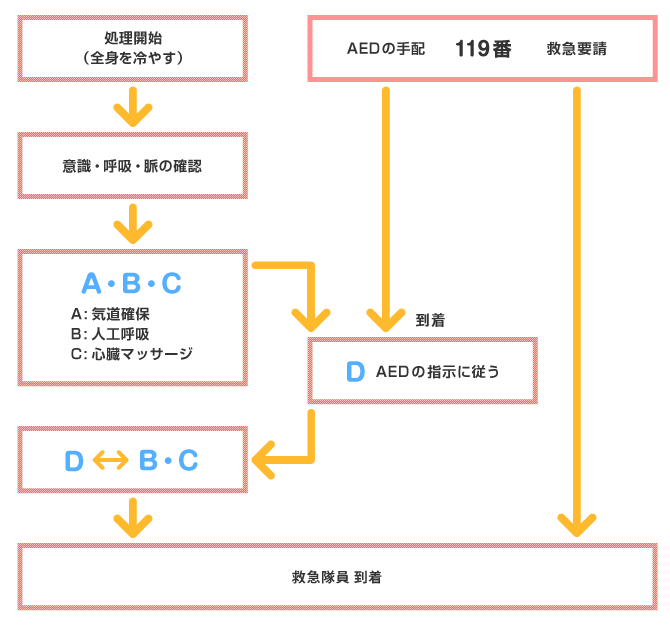 処理開始
（全身を冷やす）
AEDの手配 119番 救急要請
意識・呼吸・脈の確認
A・B・C
A：気道確保
B：人工呼吸
C：心臓マッサージ
到着
D AEDの指示に従う
D ↔ B・C
救急隊員 到着